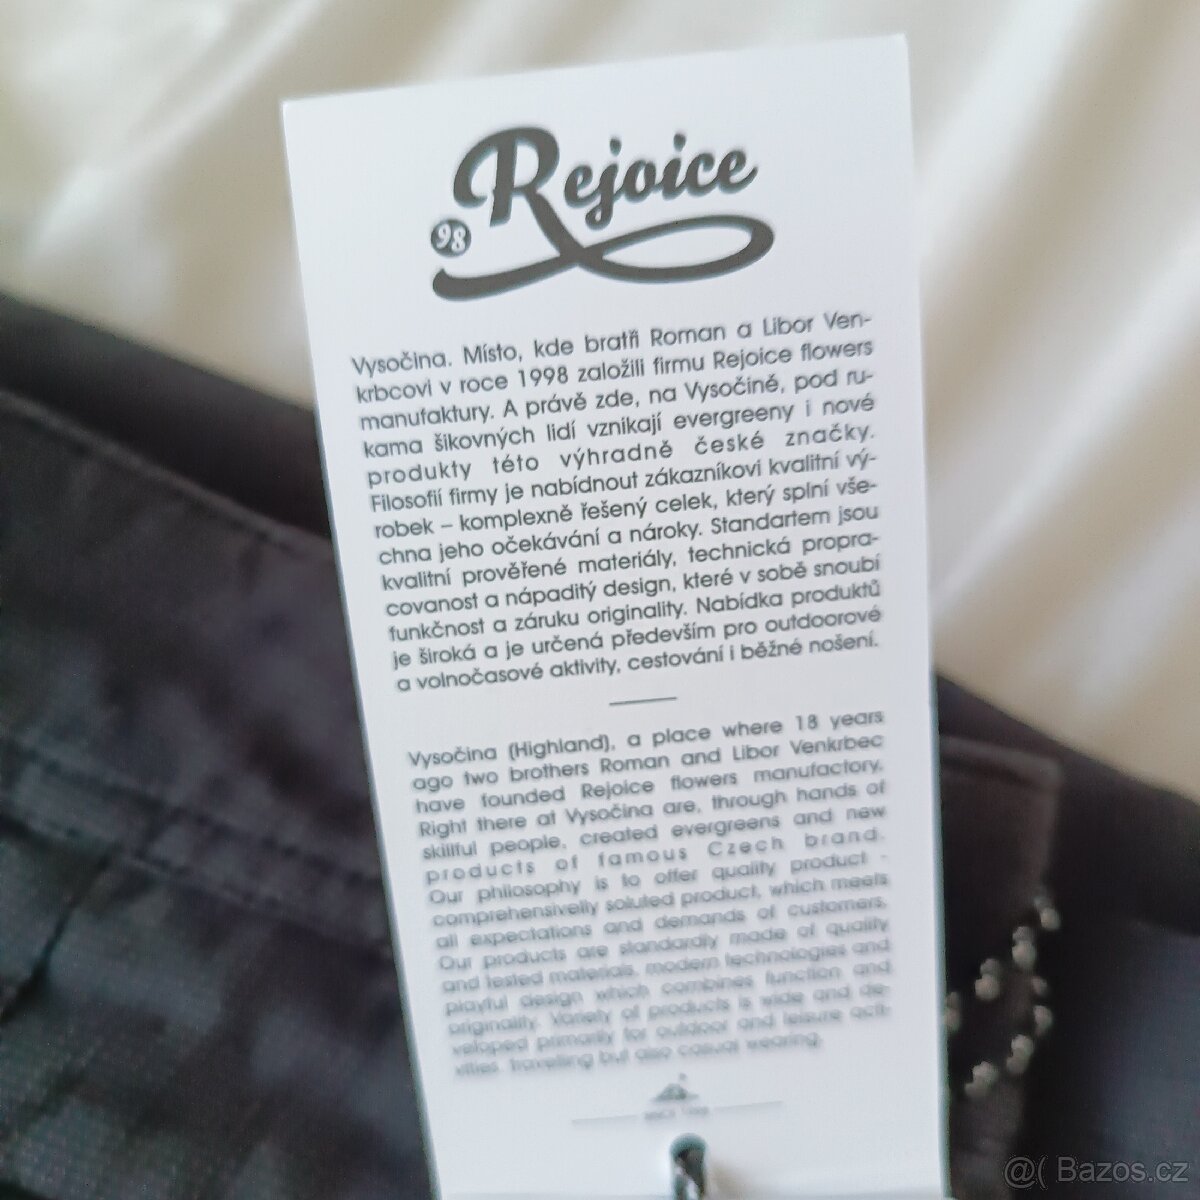 Rejoice
98
Vysočina. Místo, kde bratři Roman a Libor Ven-
krbcovi v roce 1998 založili firmu Rejoice flowers
manufaktury. A právě zde, na Vysočině, pod ru-
kama šikovných lidí vznikají evergreeny i nové
produkty této výhradně české značky.
Filosofií firmy je nabídnout zákazníkovi kvalitní vý-
robek – komplexně řešený celek, který splní vše-
chna jeho očekávání a nároky. Standartem jsou
kvalitní prověřené materiály, technická propra-
covanost a nápaditý design, které v sobě snoubí
funkčnost a záruku originality. Nabídka produktů
je široká a je určená především pro outdoorové
a volnočasové aktivity, cestování i běžné nošení.
Vysočina (Highland), a place where 18 years
ago two brothers Roman and Libor Venkrbec
have founded Rejoice flowers manufactory.
Right there at Vysočina are, through hands of
skillful people, created evergreens and new
products of famous Czech brand.
Our philosophy is to offer quality product -
comprehensivelly soluted product, which meets
all expectations and demands of customers.
Our products are standardly made of quality
and tested materials, modern technologies and
playful design which combines function and
originality. Variety of products is wide and de-
veloped primarily for outdoor and leisure acti-
vities, travelling but also casual wearing.
SINCE 1998
@( Bazos.cz